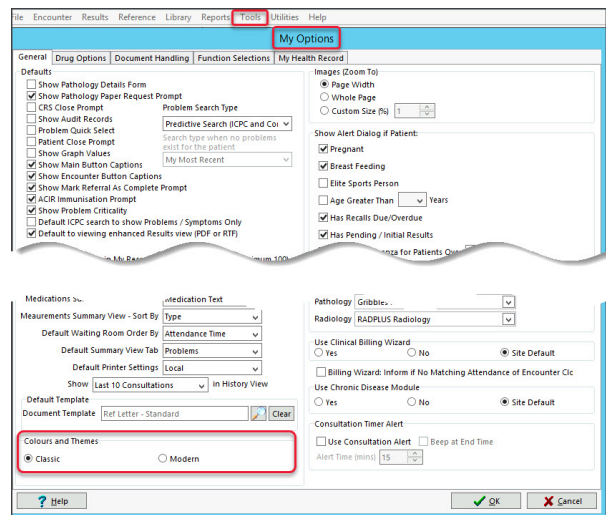 File Encounter Results Reference Library Reports Tools Utilities Help
My Options
General Drug Options Document Handling Function Selections My Health Record
Defaults
Show Pathology Details Form
Show Pathology Paper Request Prompt
CRS Close Prompt
Show Audit Records
Problem Quick Select
Patient Close Prompt
Show Graph Values
Show Main Button Captions
Show Encounter Button Captions
Show Mark Referral As Complete Prompt
ACIR Immunisation Prompt
Show Problem Criticality
Default ICPC search to show Problems / Symptoms Only
Default to viewing enhanced Results view (PDF or RTF)
Problem Search Type
Predictive Search (ICPC and Co
Search type when no problems
exist for the patient
My Most Recent
Images (Zoom To)
Page Width
Whole Page
Custom Size (%) 1
Show Alert Dialog if Patient:
Pregnant
Breast Feeding
Elite Sports Person
Age Greater Than Years
Has Recalls Due/Overdue
Has Pending / Initial Results
for Patients
in My
100
Medications
Medication Text
Meaurements Summary View - Sort By Type
Default Waiting Room Order By Attendance Time
Default Summary View Tab Problems
Default Printer Settings Local
Show Last 10 Consultations in History View
Default Template
Document Template Ref Letter - Standard Clear
Colours and Themes
Classic Modern
Pathology Gribbles
Radiology RADPLUS Radiology
Use Clinical Billing Wizard
Yes No Site Default
Billing Wizard: Inform if No Matching Attendance of Encounter Clc
Use Chronic Disease Module
Yes No Site Default
Consultation Timer Alert
Use Consultation Alert Beep at End Time
Alert Time (mins) 15
Help OK Cancel